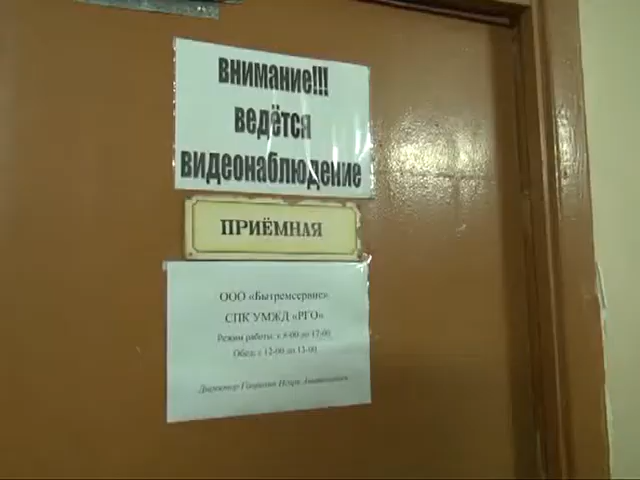 ВНИМАНИЕ!!!
ВЕДЁТСЯ
ВИДЕОНАБЛЮДЕНИЕ
ПРИЁМНАЯ
ООО «Бытремсервис»
СПК УМЖД «РГО»
Режим работы: с 8-00 до 17-00
Обед: с 12-00 до 13-00
Директор